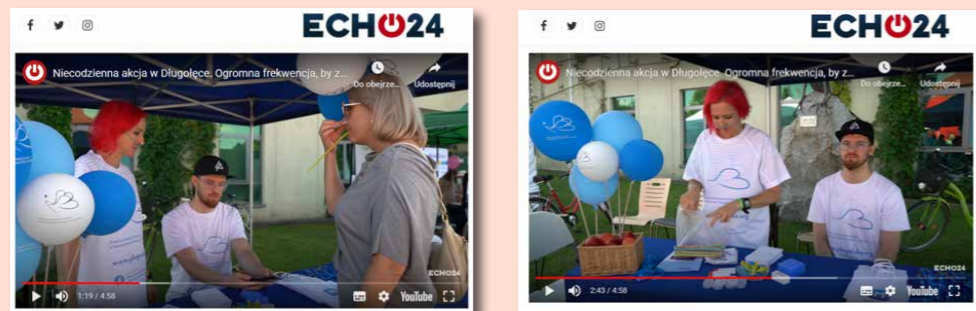 ECHO24
Niecodzienna akcja w Długołęce. Ogromna frekwencja, by z...
Do obejrze...
Udostępnij
ECHO24
1:19 / 4:58
YouTube
ECHO24
Niecodzienna akcja w Długołęce. Ogromna frekwencja, by z...
Do obejrze...
Udostępnij
ECHO24
2:43 / 4:58
YouTube